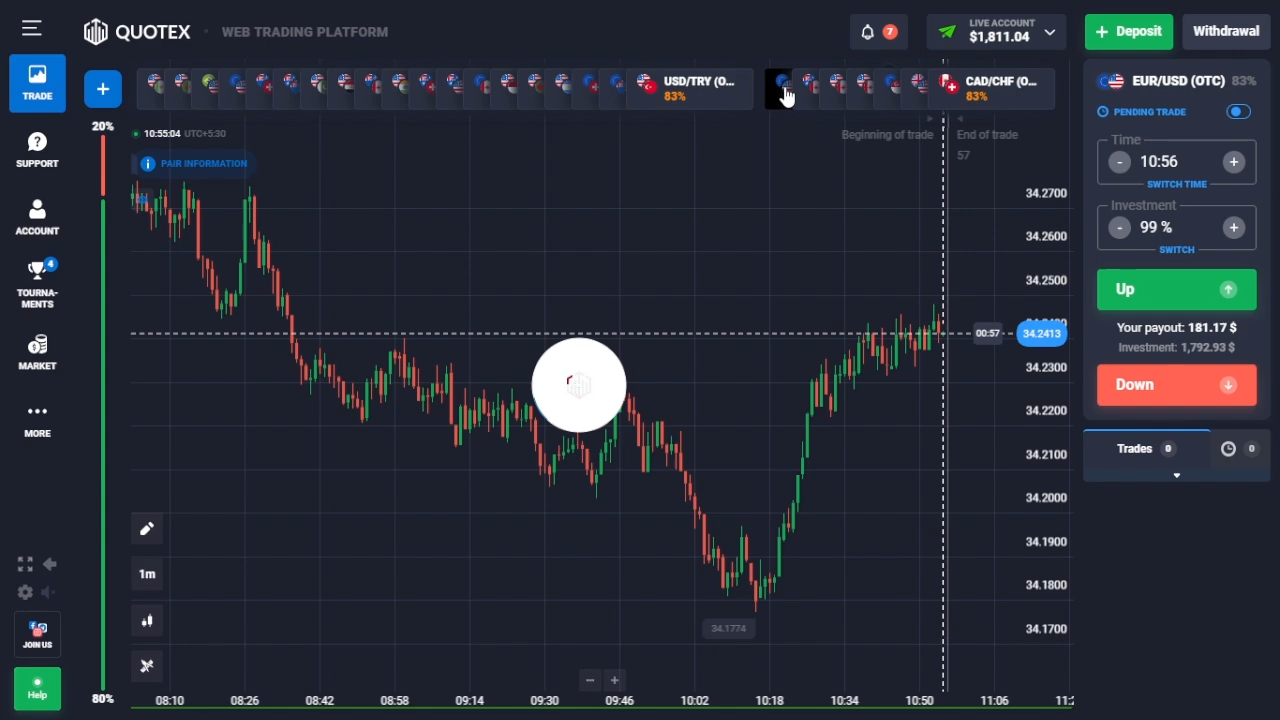 QUOTEX
WEB TRADING PLATFORM
7
LIVE ACCOUNT
$1,811.04
Deposit
Withdrawal
TRADE
SUPPORT
ACCOUNT
4
TOURNA-
MENTS
MARKET
MORE
JOIN US
Help
+
USD/TRY (O...
83%
CAD/CHF (O...
83%
20%
80%
10:55:04 UTC+5:30
PAIR INFORMATION
Beginning of trade
End of trade
57
34.2700
34.2600
34.2500
34.2413
34.2300
34.2200
34.2100
34.2000
34.1900
34.1800
34.1700
00:57
34.1774
1m
08:10
08:26
08:42
08:58
09:14
09:30
09:46
10:02
10:18
10:34
10:50
11:06
EUR/USD (OTC) 83%
PENDING TRADE
Time
- 10:56 +
SWITCH TIME
Investment
- 99 % +
SWITCH
Up
Your payout: 181.17 $
Investment: 1,792.93 $
Down
Trades 0
0